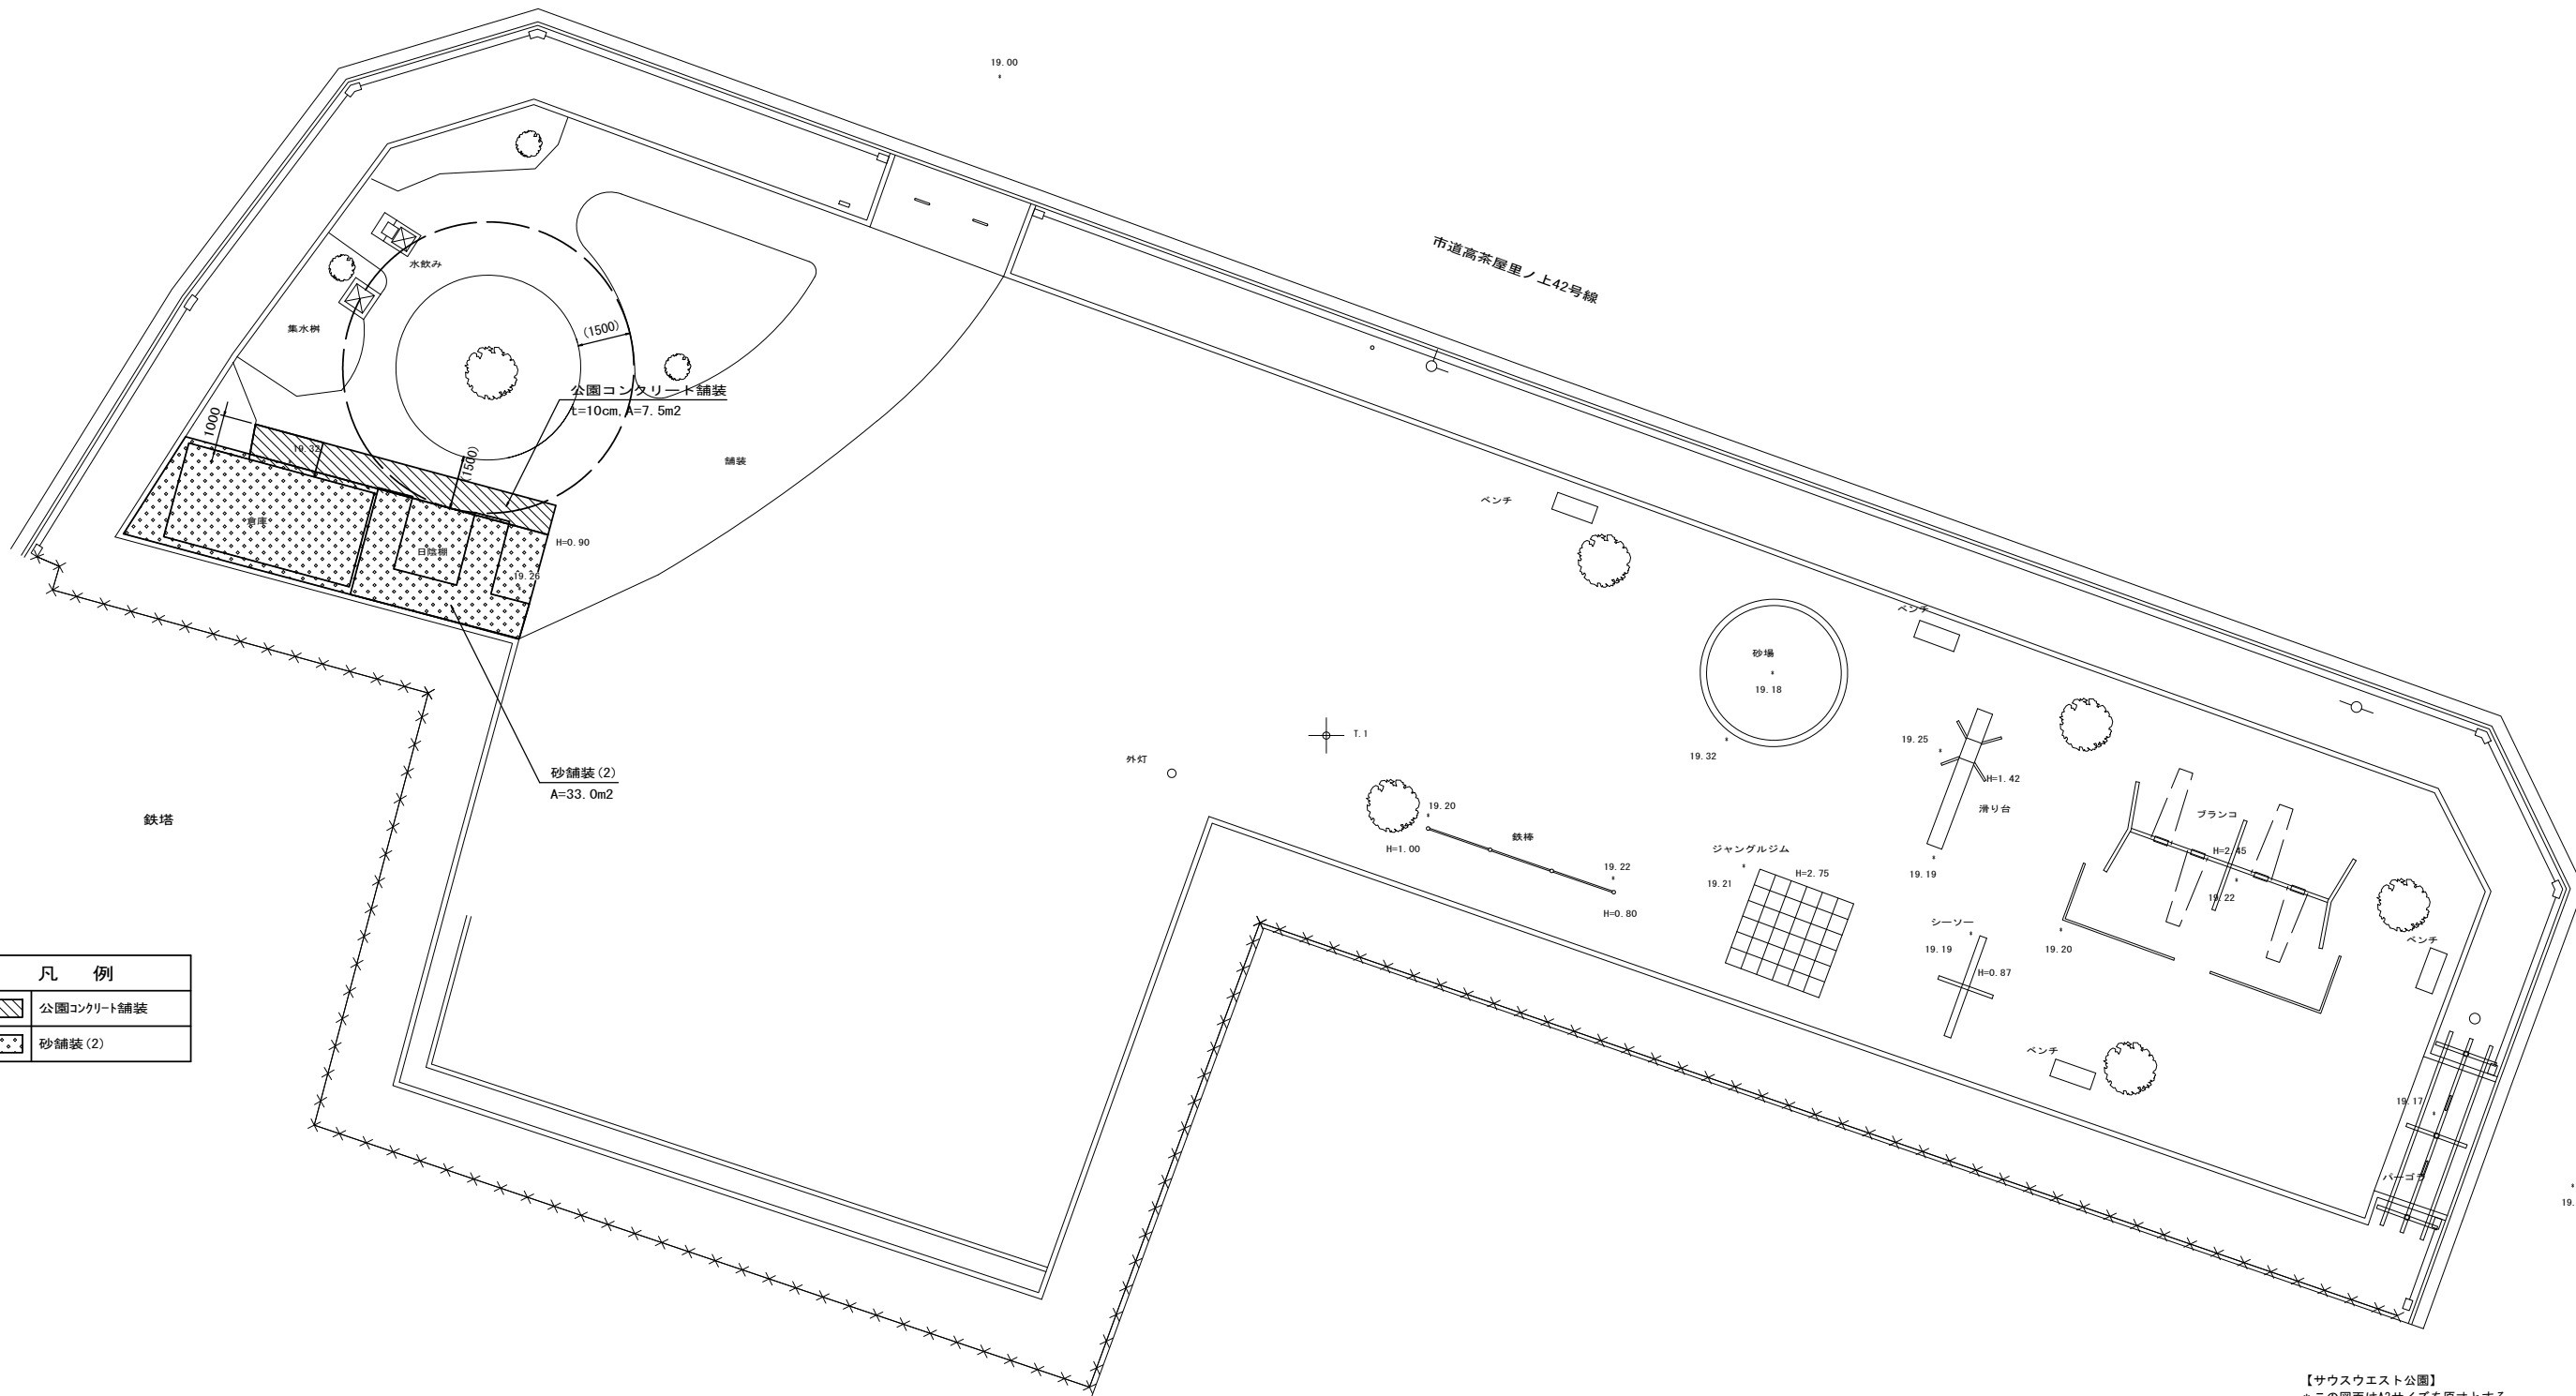 19.00
市道高茶屋里ノ上42号線
水飲み
集水桝
(1500)
公園コンクリート舗装
t=10cm,A=7.5m2
1000
19.32
(1500)
舗装
倉庫
日陰棚
H=0.90
19.26
ベンチ
ベンチ
砂場
19.18
19.32
T.1
外灯
砂舗装(2)
A=33.0m2
鉄塔
19.25
H=1.42
滑り台
19.19
19.20
鉄棒
H=1.00
19.22
H=0.80
ジャングルジム
19.21
H=2.75
ブランコ
H=2.45
19.22
19.20
シーソー
19.19
H=0.87
ベンチ
ベンチ
19.17
パーゴラ
19.
凡 例
公園コンクリート舗装
砂舗装(2)
【サウスウエスト公園】